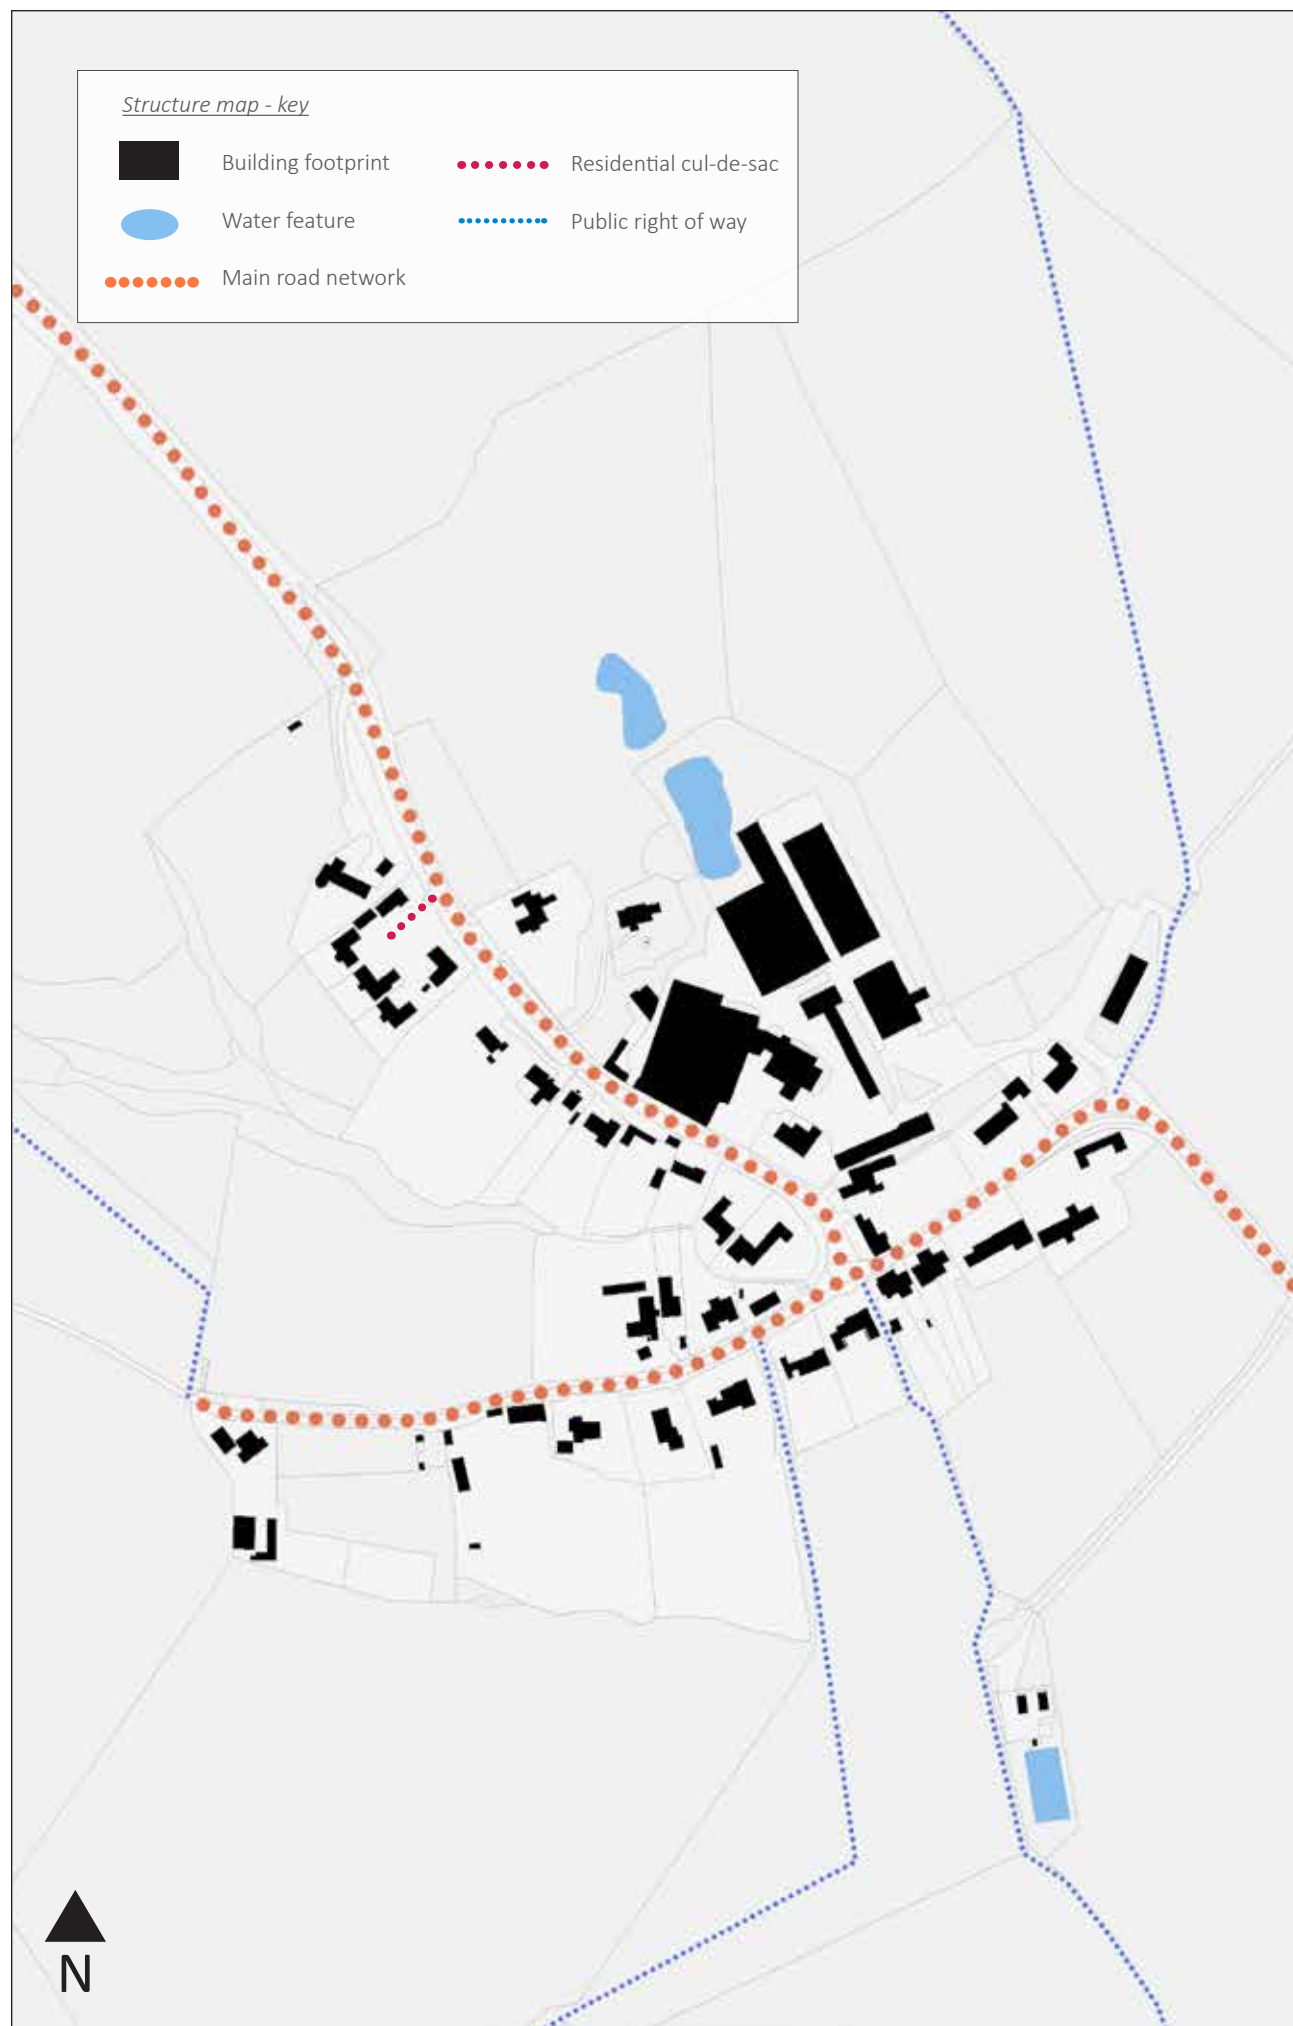 Structure map - key
Building footprint
Residential cul-de-sac
Water feature
Public right of way
Main road network
N